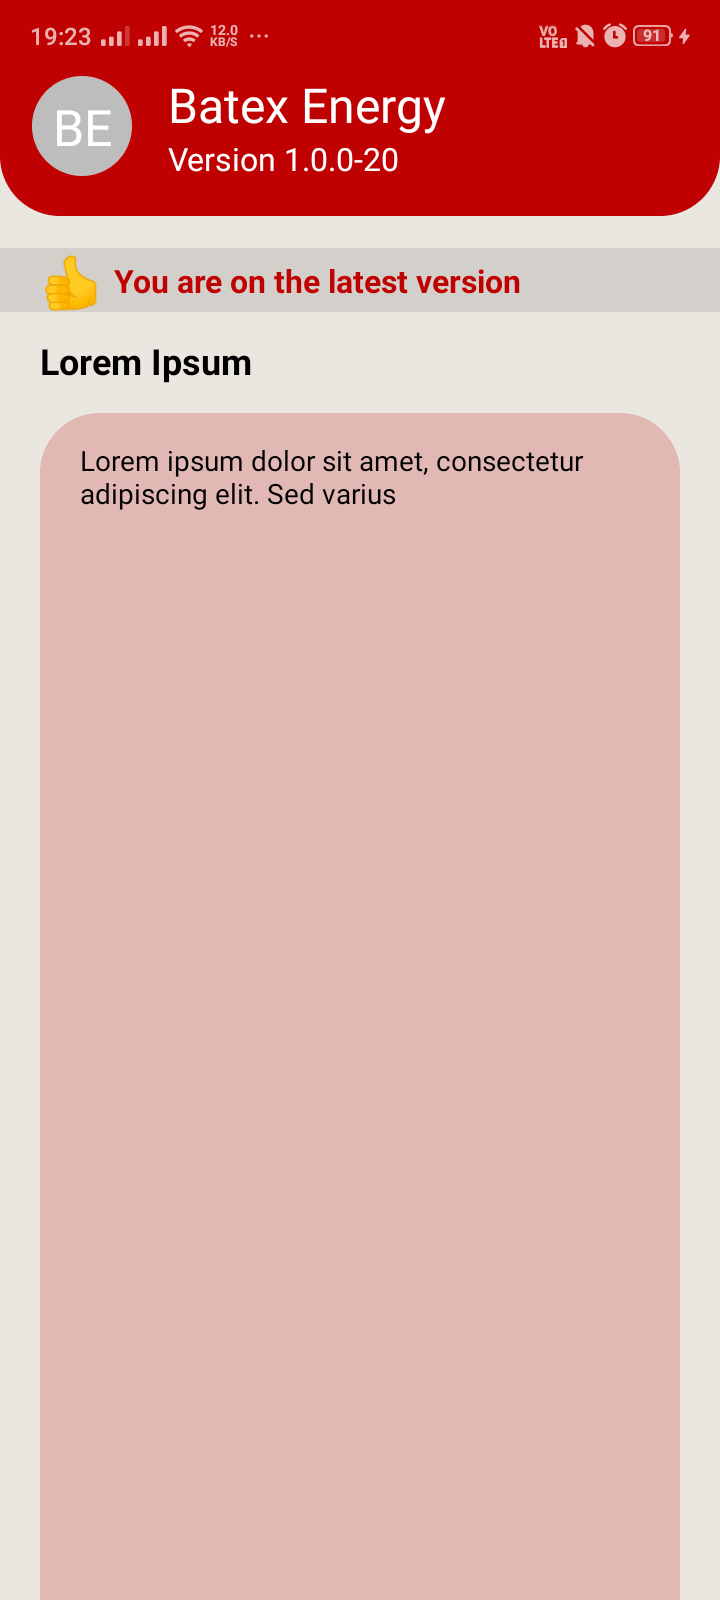 19:23 12.0 KB/S ... VO LTE1 91
BE
Batex Energy
Version 1.0.0-20
You are on the latest version
Lorem Ipsum
Lorem ipsum dolor sit amet, consectetur
adipiscing elit. Sed varius